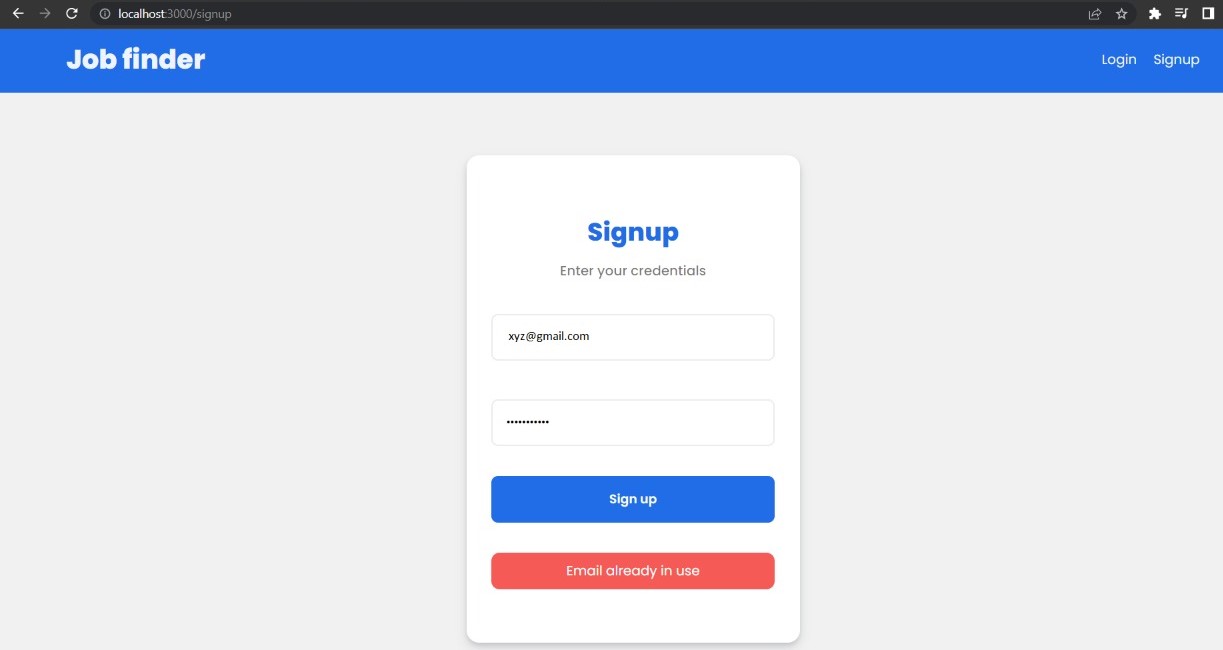 localhost:3000/signup
Job finder
Login Signup
Signup
Enter your credentials
xyz@gmail.com
•••••••••••
Sign up
Email already in use